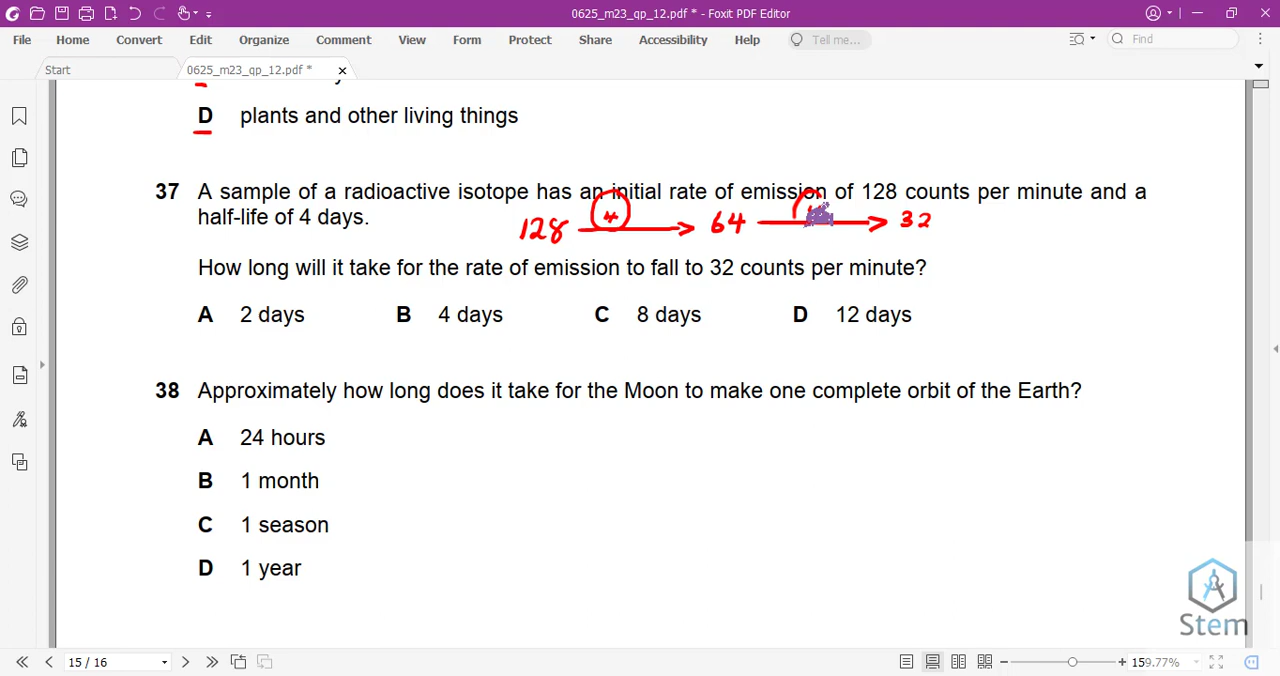 0625_m23_qp_12.pdf * - Foxit PDF Editor
File Home Convert Edit Organize Comment View Form Protect Share Accessibility Help Tell me... Find
Start 0625_m23_qp_12.pdf *
D plants and other living things
37 A sample of a radioactive isotope has an initial rate of emission of 128 counts per minute and a
half-life of 4 days.
128 4 64 32
How long will it take for the rate of emission to fall to 32 counts per minute?
A 2 days B 4 days C 8 days D 12 days
38 Approximately how long does it take for the Moon to make one complete orbit of the Earth?
A 24 hours
B 1 month
C 1 season
D 1 year
Stem
15 / 16 159.77%